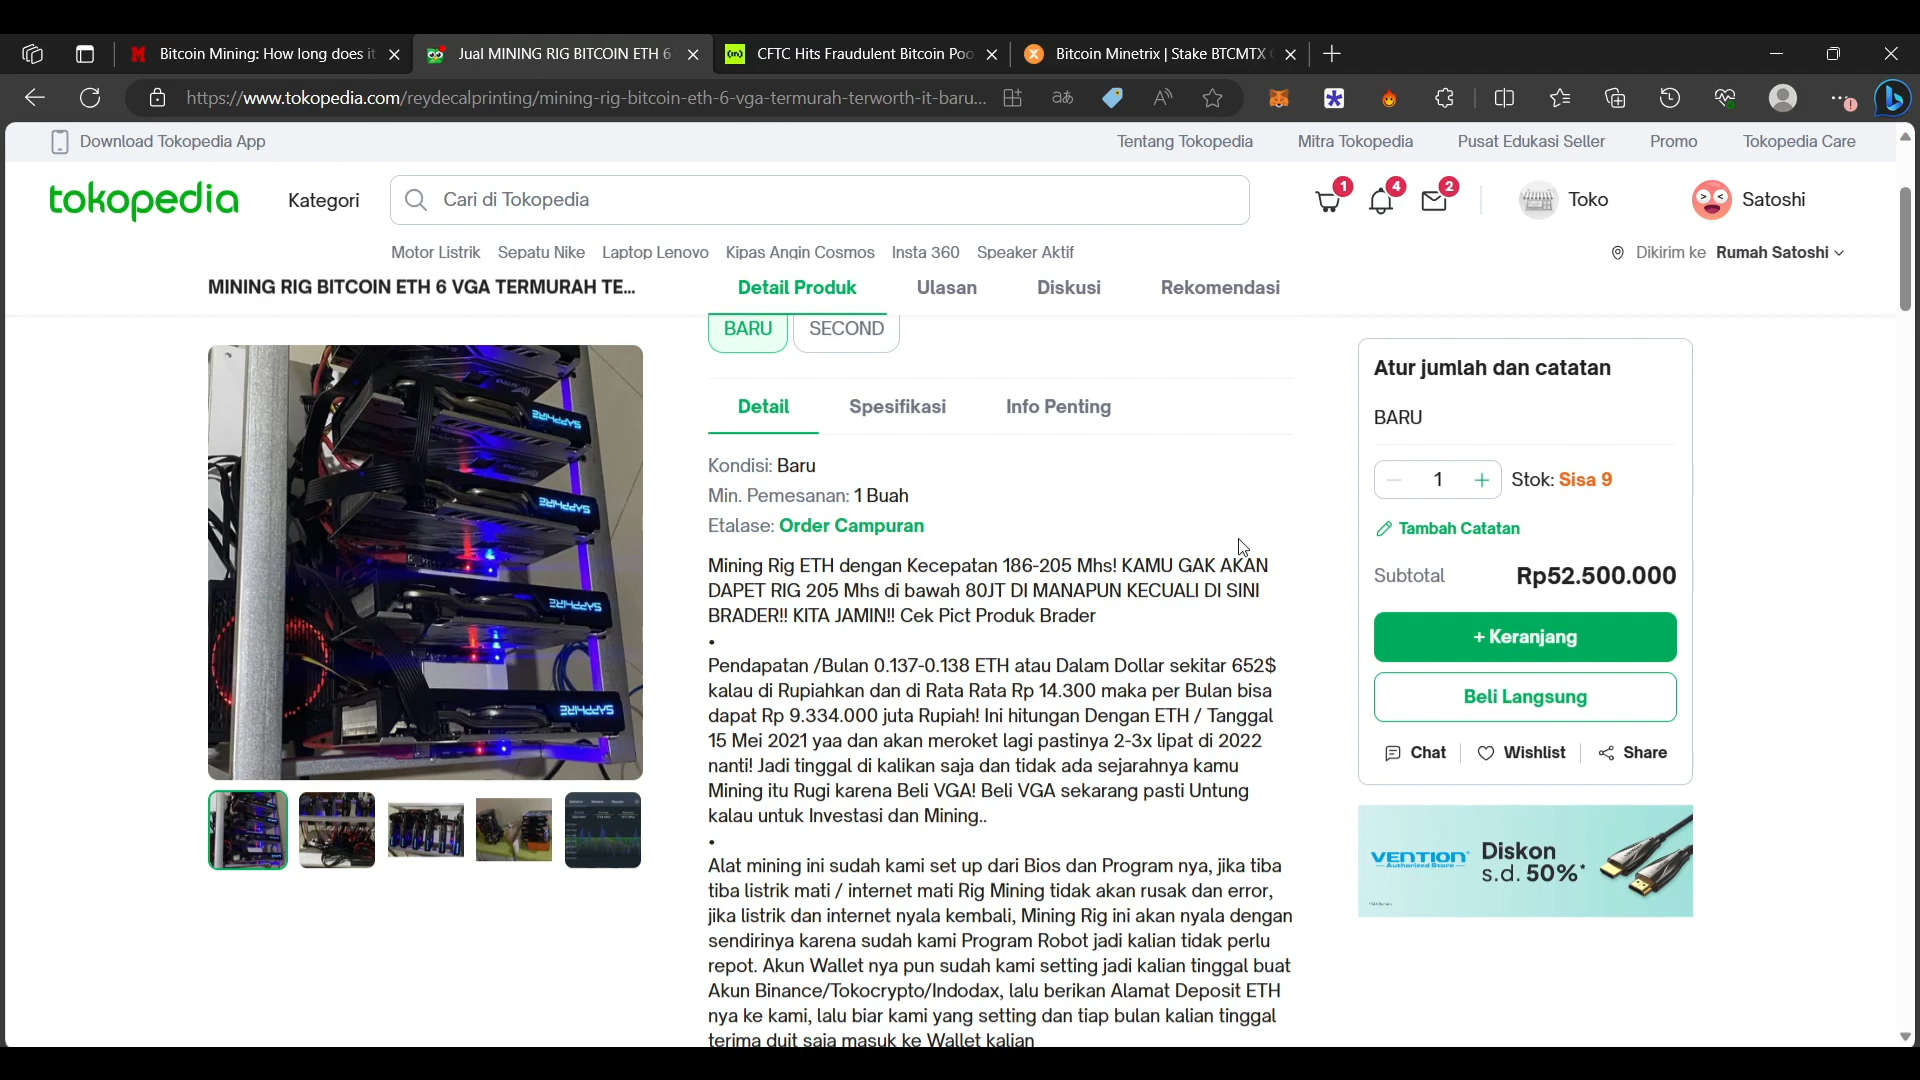 Bitcoin Mining: How long does it
Jual MINING RIG BITCOIN ETH 6
CFTC Hits Fraudulent Bitcoin Poo
Bitcoin Minetrix | Stake BTCMTX
https://www.tokopedia.com/reydecalprinting/mining-rig-bitcoin-eth-6-vga-termurah-terworth-it-baru...
Download Tokopedia App
Tentang Tokopedia
Mitra Tokopedia
Pusat Edukasi Seller
Promo
Tokopedia Care
tokopedia
Kategori
Cari di Tokopedia
1
4
2
Toko
Satoshi
Motor Listrik
Sepatu Nike
Laptop Lenovo
Kipas Angin Cosmos
Insta 360
Speaker Aktif
Dikirim ke Rumah Satoshi
MINING RIG BITCOIN ETH 6 VGA TERMURAH TE...
Detail Produk
Ulasan
Diskusi
Rekomendasi
BARU
SECOND
Detail
Spesifikasi
Info Penting
Kondisi: Baru
Min. Pemesanan: 1 Buah
Etalase: Order Campuran
Mining Rig ETH dengan Kecepatan 186-205 Mhs! KAMU GAK AKAN
DAPET RIG 205 Mhs di bawah 80JT DI MANAPUN KECUALI DI SINI
BRADER!! KITA JAMIN!! Cek Pict Produk Brader
•
Pendapatan /Bulan 0.137-0.138 ETH atau Dalam Dollar sekitar 652$
kalau di Rupiahkan dan di Rata Rata Rp 14.300 maka per Bulan bisa
dapat Rp 9.334.000 juta Rupiah! Ini hitungan Dengan ETH / Tanggal
15 Mei 2021 yaa dan akan meroket lagi pastinya 2-3x lipat di 2022
nanti! Jadi tinggal di kalikan saja dan tidak ada sejarahnya kamu
Mining itu Rugi karena Beli VGA! Beli VGA sekarang pasti Untung
kalau untuk Investasi dan Mining..
•
Alat mining ini sudah kami set up dari Bios dan Program nya, jika tiba
tiba listrik mati / internet mati Rig Mining tidak akan rusak dan error,
jika listrik dan internet nyala kembali, Mining Rig ini akan nyala dengan
sendirinya karena sudah kami Program Robot jadi kalian tidak perlu
repot. Akun Wallet nya pun sudah kami setting jadi kalian tinggal buat
Akun Binance/Tokocrypto/Indodax, lalu berikan Alamat Deposit ETH
nya ke kami, lalu biar kami yang setting dan tiap bulan kalian tinggal
terima duit saja masuk ke Wallet kalian
SAPPHIRE
SAPPHIRE
SAPPHIRE
SAPPHIRE
Atur jumlah dan catatan
BARU
1
Stok: Sisa 9
Tambah Catatan
Subtotal
Rp52.500.000
+ Keranjang
Beli Langsung
Chat
Wishlist
Share
VENTION
Authorized Store
Diskon
s.d. 50%*